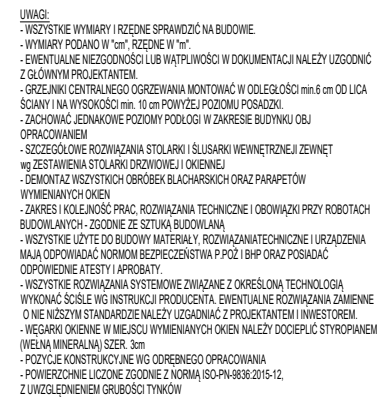 UWAGI:
- WSZYSTKIE WYMIARY I RZĘDNE SPRAWDZIĆ NA BUDOWIE.
- WYMIARY PODANO W "cm", RZĘDNE W "m".
- EWENTUALNE NIEZGODNOŚCI LUB WĄTPLIWOŚCI W DOKUMENTACJI NALEŻY UZGODNIĆ
Z GŁÓWNYM PROJEKTANTEM.
- GRZEJNIKI CENTRALNEGO OGRZEWANIA MONTOWAĆ W ODLEGŁOŚCI min.6 cm OD LICA
ŚCIANY I NA WYSOKOŚCI min. 10 cm POWYŻEJ POZIOMU POSADZKI.
- ZACHOWAĆ JEDNAKOWE POZIOMY PODŁOGI W ZAKRESIE BUDYNKU OBJ
OPRACOWANIEM
- SZCZEGÓŁOWE ROZWIĄZANIA STOLARKI I ŚLUSARKI WEWNĘTRZNEJI ZEWNĘT
wg ZESTAWIENIA STOLARKI DRZWIOWEJ I OKIENNEJ
- DEMONTAZ WSZYSTKICH OBRÓBEK BLACHARSKICH ORAZ PARAPETÓW
WYMIENIANYCH OKIEN
- ZAKRES I KOLEJNOŚĆ PRAC, ROZWIĄZANIA TECHNICZNE I OBOWIĄZKI PRZY ROBOTACH
BUDOWLANYCH - ZGODNIE ZE SZTUKĄ BUDOWLANĄ
- WSZYSTKIE UŻYTE DO BUDOWY MATERIAŁY, ROZWIĄZANIATECHNICZNE I URZĄDZENIA
MAJĄ ODPOWIADAĆ NORMOM BEZPIECZEŃSTWA P.POŻ I BHP ORAZ POSIADAĆ
ODPOWIEDNIE ATESTY I APROBATY.
- WSZYSTKIE ROZWIĄZANIA SYSTEMOWE ZWIĄZANE Z OKREŚLONĄ TECHNOLOGIĄ
WYKONAĆ ŚCIŚLE WG INSTRUKCJI PRODUCENTA. EWENTUALNE ROZWIĄZANIA ZAMIENNE
O NIE NIŻSZYM STANDARDZIE NALEŻY UZGADNIAĆ Z PROJEKTANTEM I INWESTOREM.
- WĘGARKI OKIENNE W MIEJSCU WYMIENIANYCH OKIEN NALEŻY DOCIEPLIĆ STYROPIANEM
(WEŁNĄ MINERALNĄ) SZER. 3cm
- POZYCJE KONSTRUKCYJNE WG ODRĘBNEGO OPRACOWANIA
- POWIERZCHNIE LICZONE ZGODNIE Z NORMĄ ISO-PN-9836:2015-12,
Z UWZGLĘDNIENIEM GRUBOŚCI TYNKÓW